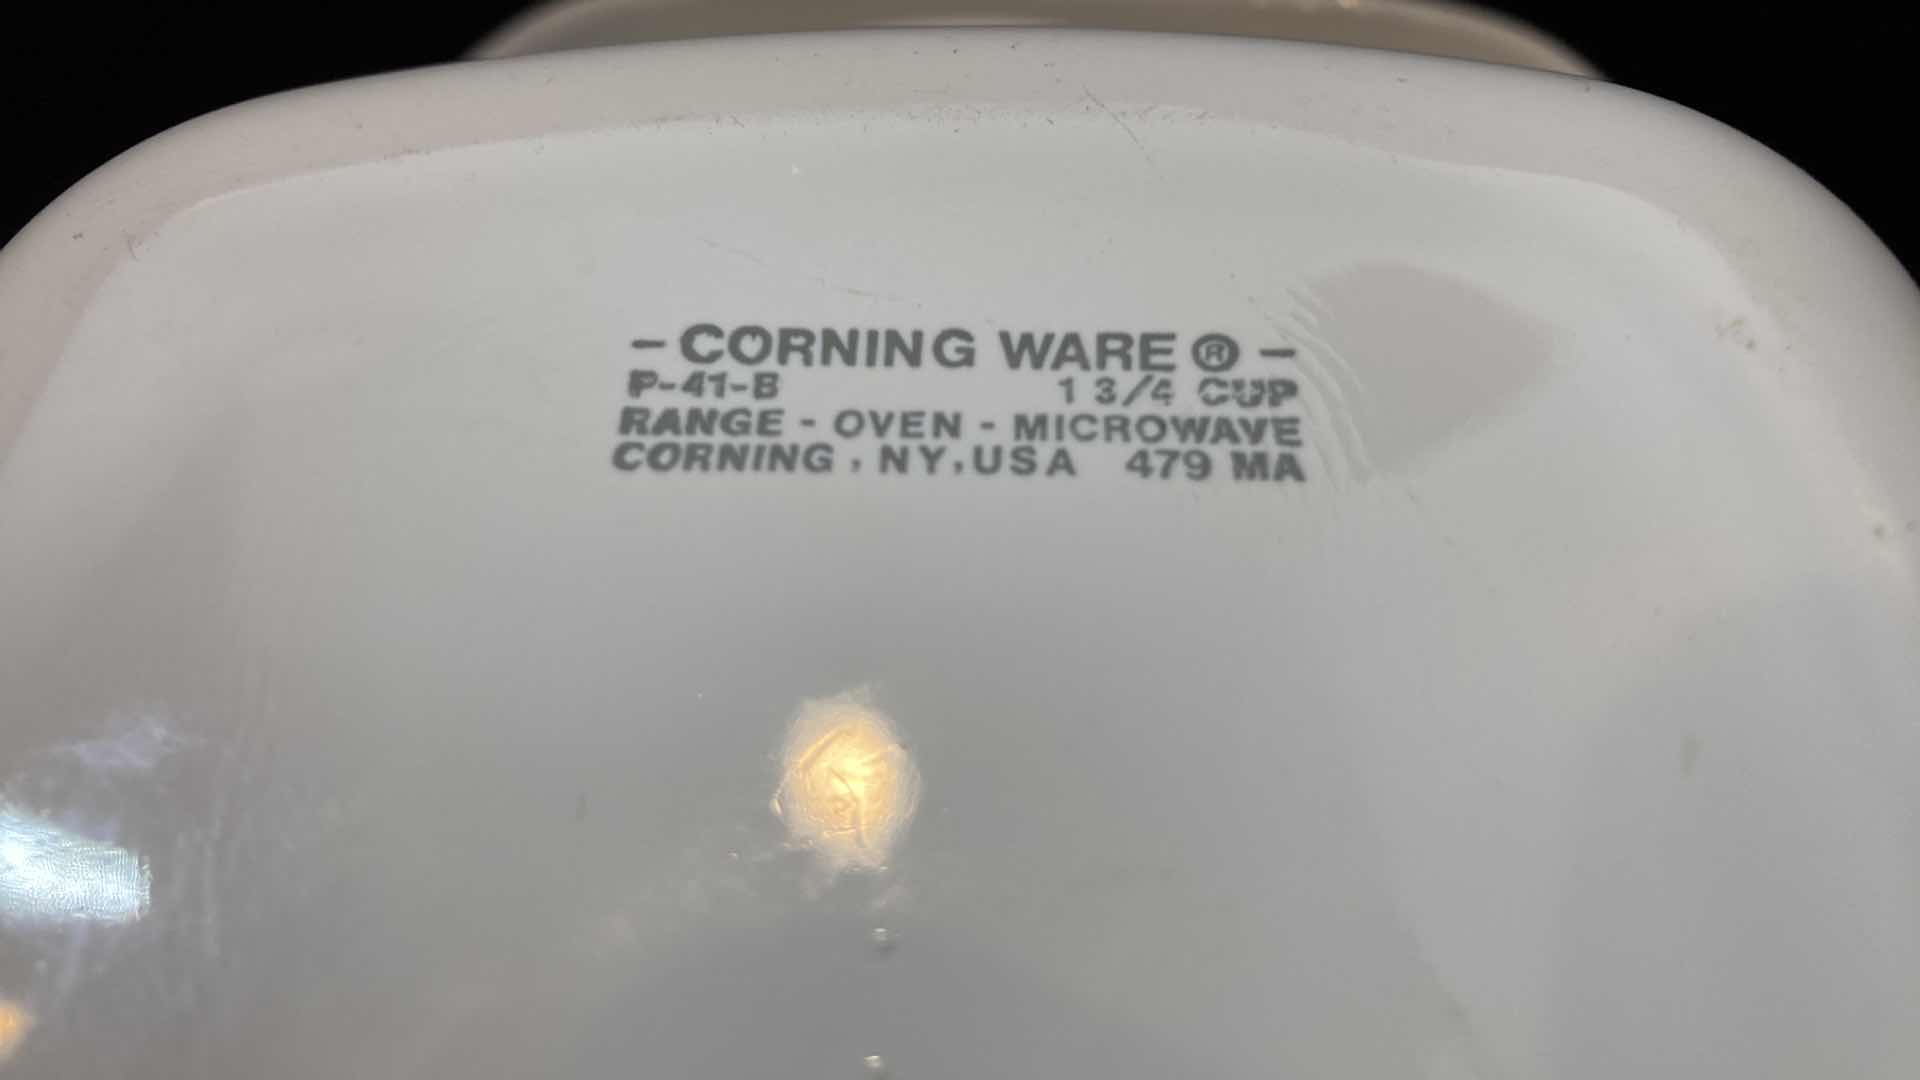 - CORNING WARE ® -
P-41-B 1 3/4 CUP
RANGE - OVEN - MICROWAVE
CORNING, NY, USA 479 MA